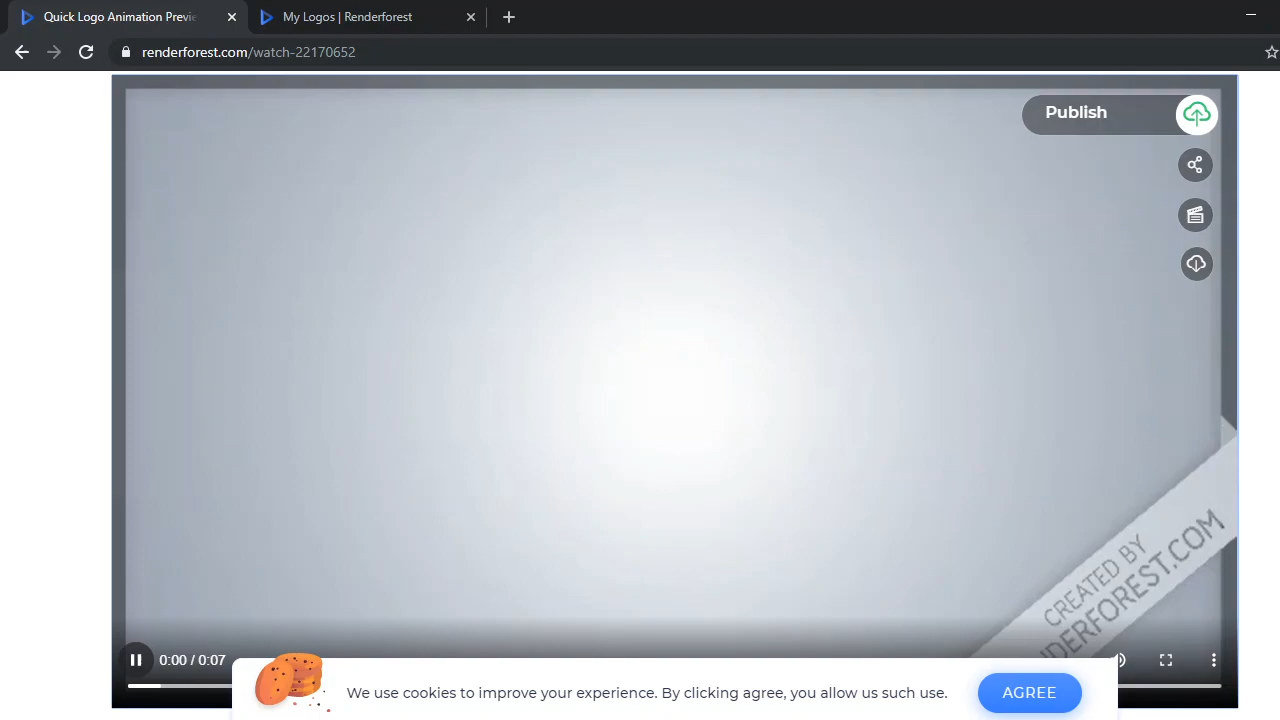 Quick Logo Animation Previe
My Logos | Renderforest
renderforest.com/watch-22170652
Publish
CREATED BY
NDERFOREST.COM
0:00 / 0:07
We use cookies to improve your experience. By clicking agree, you allow us such use.
AGREE